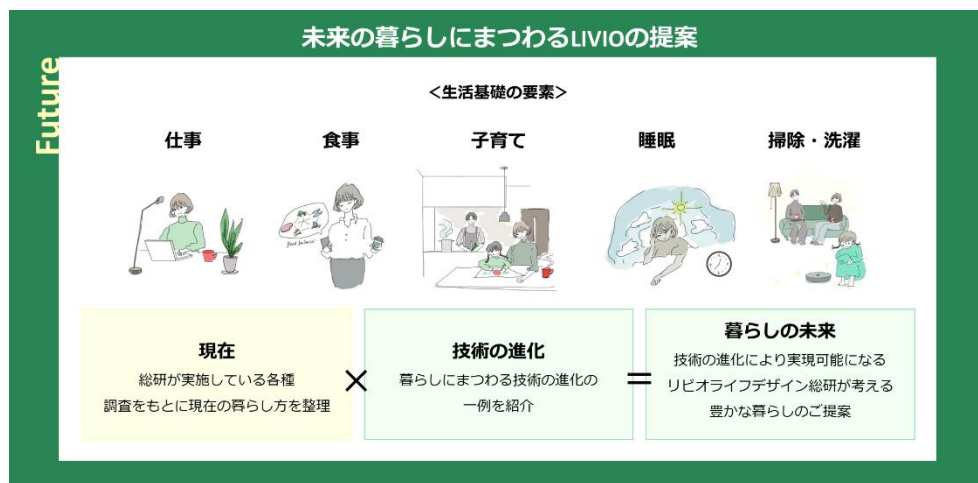 未来の暮らしにまつわるLIVIOの提案
Future
<生活基礎の要素>
仕事
食事
子育て
睡眠
掃除・洗濯
food balance!
現在
総研が実施している各種
調査をもとに現在の暮らし方を整理
×
技術の進化
暮らしにまつわる技術の進化の
一例を紹介
=
暮らしの未来
技術の進化により実現可能になる
リビオライフデザイン総研が考える
豊かな暮らしのご提案